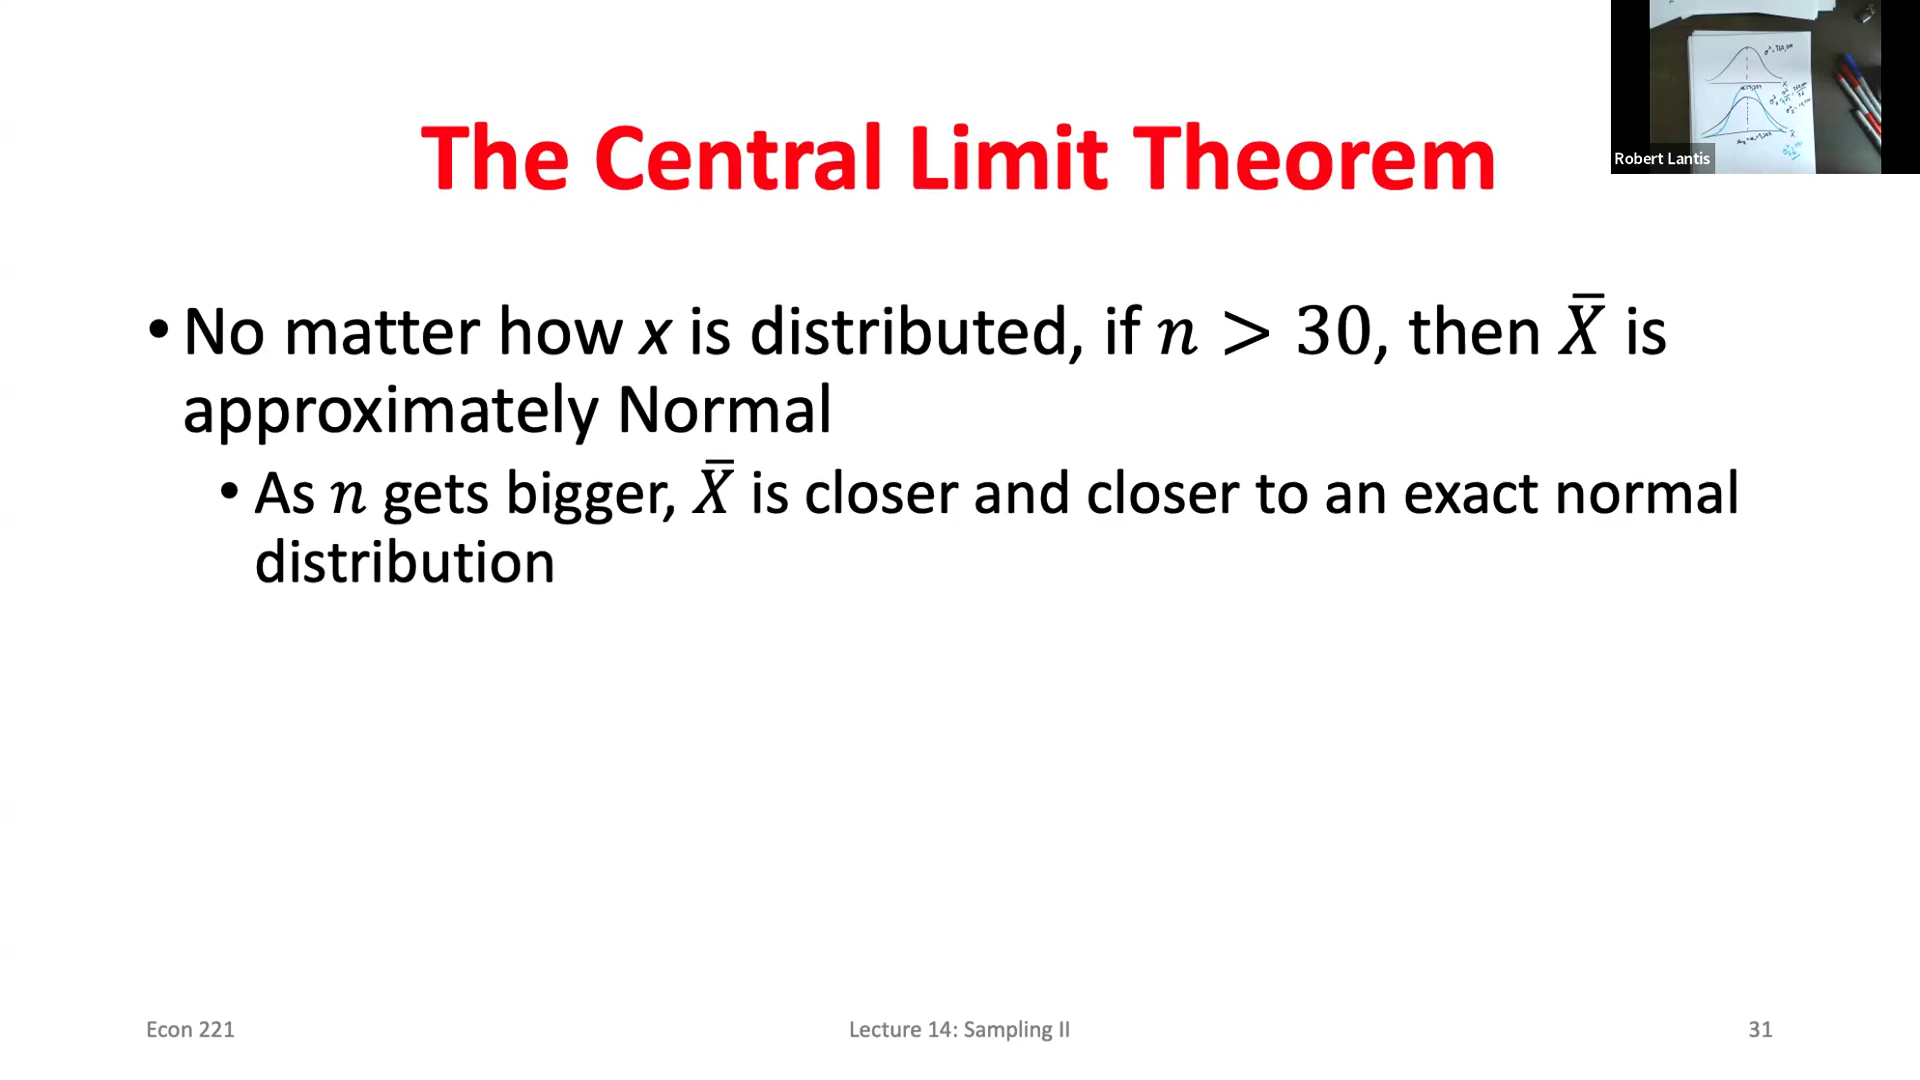 The Central Limit Theorem
Robert Lantis
• No matter how x is distributed, if n > 30, then X̄ is
approximately Normal
• As n gets bigger, X̄ is closer and closer to an exact normal
distribution
Econ 221
Lecture 14: Sampling II
31